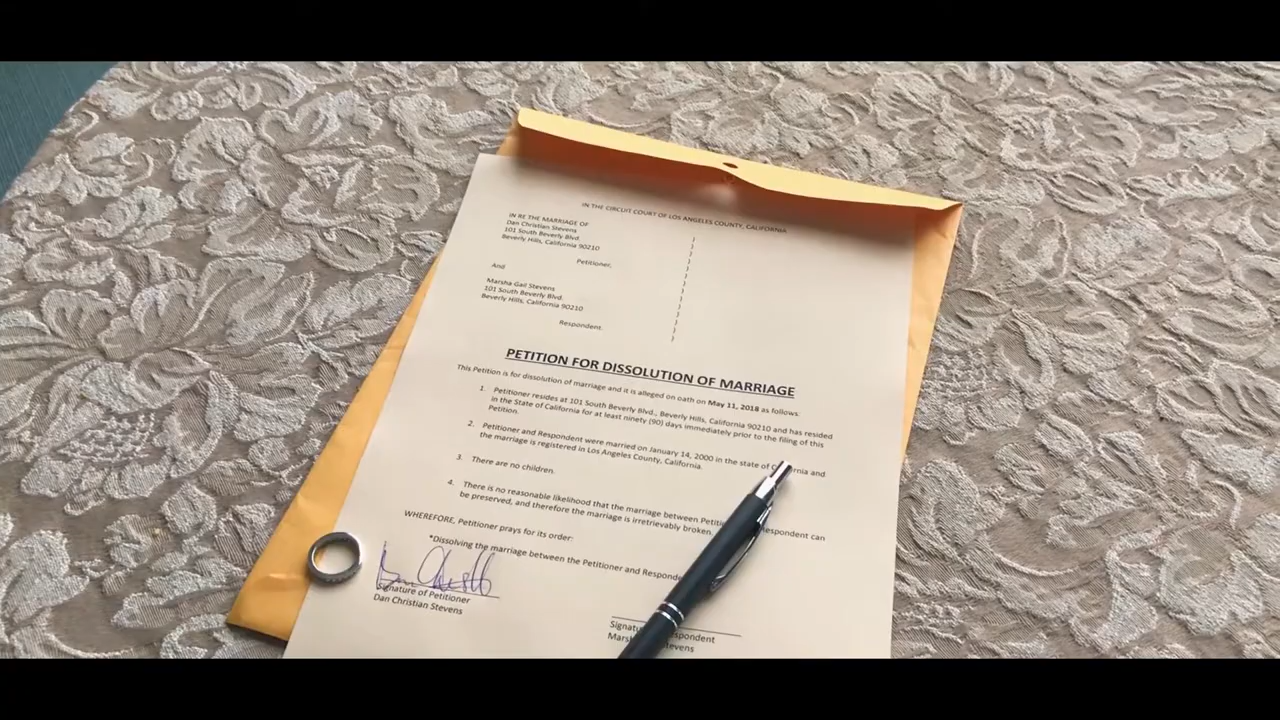 IN THE CIRCUIT COURT OF LOS ANGELES COUNTY, CALIFORNIA
IN RE THE MARRIAGE OF
Dan Christian Stevens
101 South Beverly Blvd.
Beverly Hills, California 90210
Petitioner,
And
Marsha Gail Stevens
101 South Beverly Blvd.
Beverly Hills, California 90210
Respondent.
PETITION FOR DISSOLUTION OF MARRIAGE
This Petition is for dissolution of marriage and it is alleged on oath on May 11, 2018 as follows:
1. Petitioner resides at 101 South Beverly Blvd., Beverly Hills, California 90210 and has resided
in the State of California for at least ninety (90) days immediately prior to the filing of this
Petition.
2. Petitioner and Respondent were married on January 14, 2000 in the state of and
the marriage is registered in Los Angeles County, California.
3. There are no children.
4. There is no reasonable likelihood that the marriage between can
be preserved, and therefore the marriage is irretrievably broken.
WHEREFORE, Petitioner prays for its order:
*Dissolving the marriage between the Petitioner and
Signature of Petitioner
Dan Christian Stevens